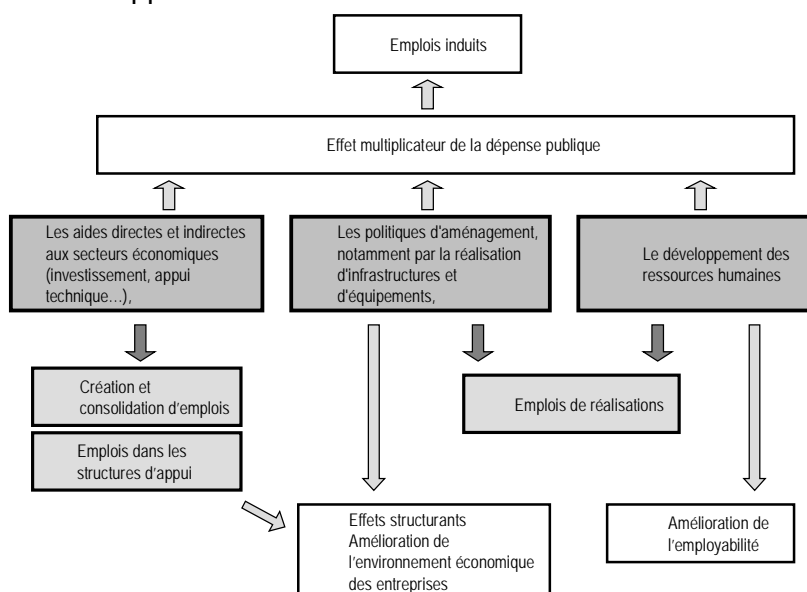 Emplois induits
Effet multiplicateur de la dépense publique
Les aides directes et indirectes
aux secteurs économiques
(investissement, appui
technique…),
Les politiques d'aménagement,
notamment par la réalisation
d'infrastructures et
d'équipements,
Le développement des
ressources humaines
Création et
consolidation d'emplois
Emplois de réalisations
Emplois dans les
structures d'appui
Effets structurants
Amélioration de
l'environnement économique
des entreprises
Amélioration de
l'employabilité